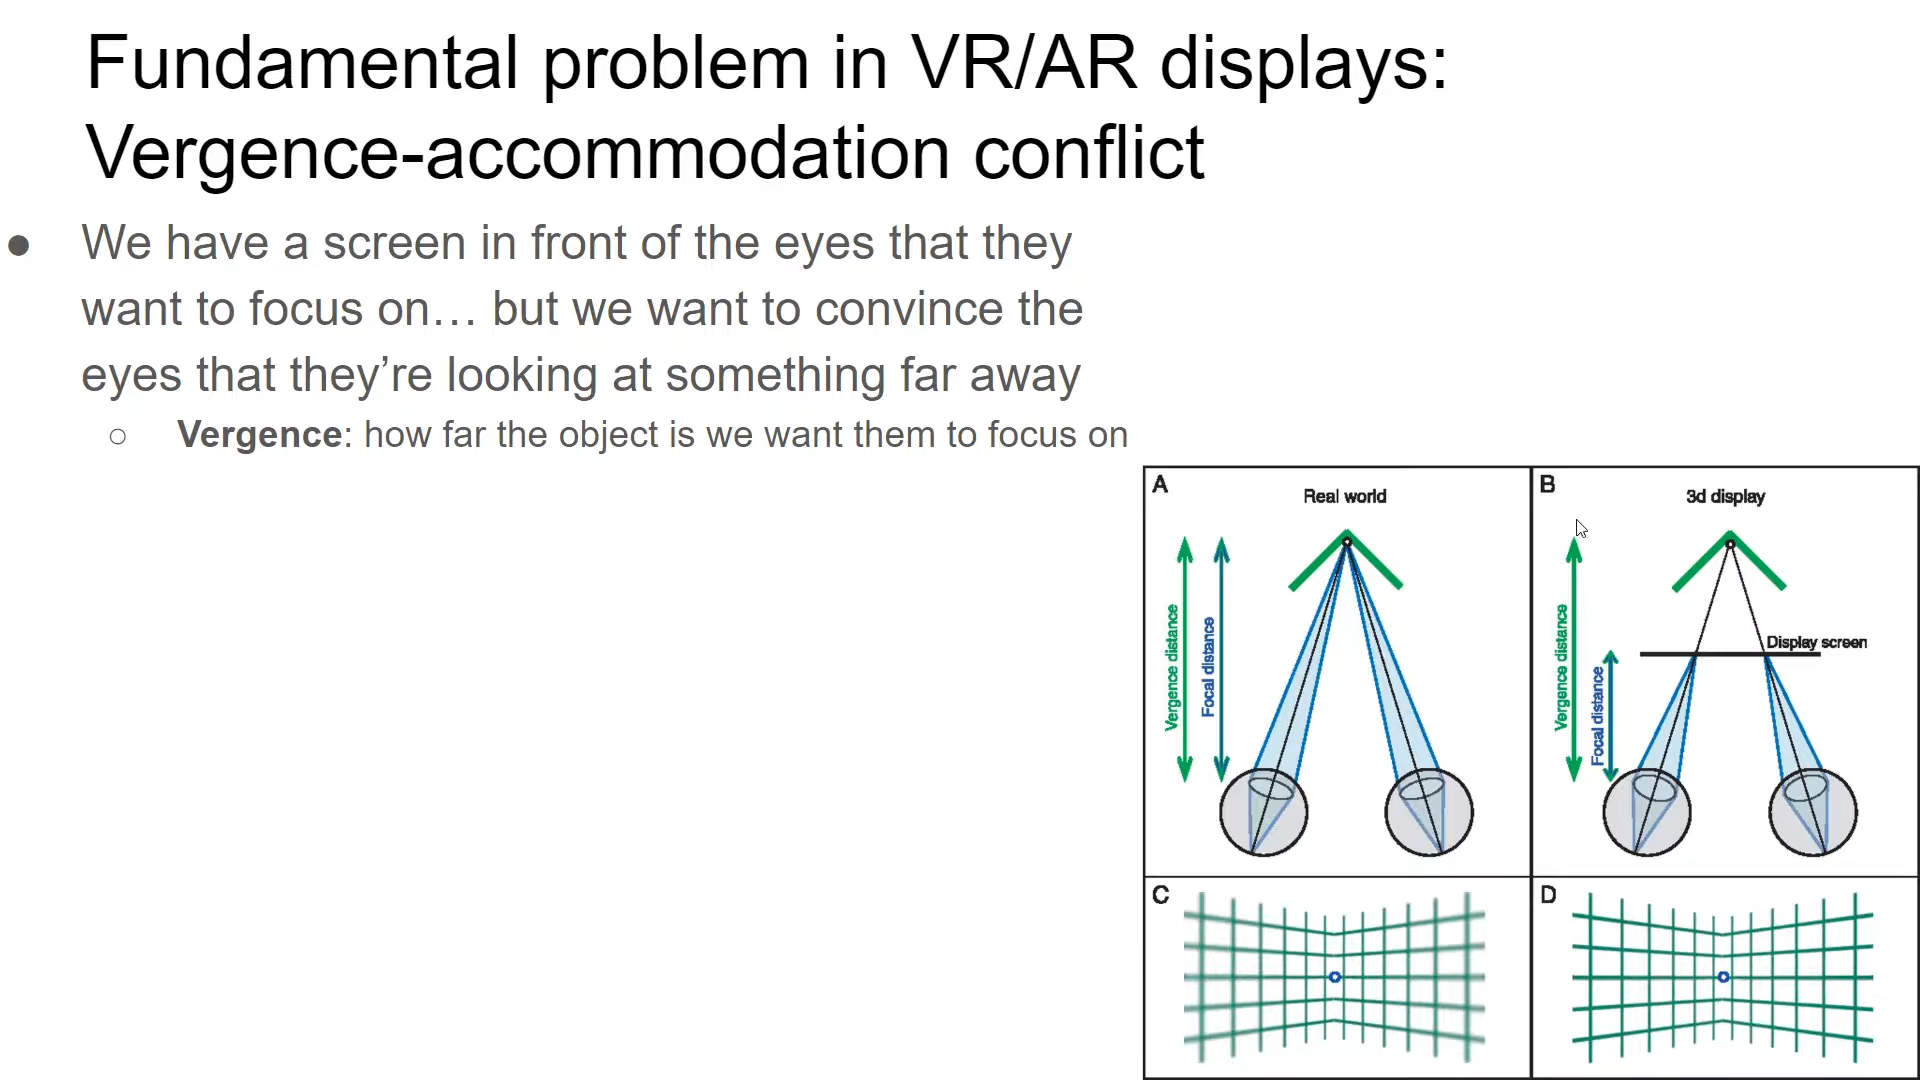 Fundamental problem in VR/AR displays:
Vergence-accommodation conflict
● We have a screen in front of the eyes that they
want to focus on… but we want to convince the
eyes that they’re looking at something far away
○ Vergence: how far the object is we want them to focus on
A
Real world
Vergence distance
Focal distance
B
3d display
Vergence distance
Focal distance
Display screen
C
D